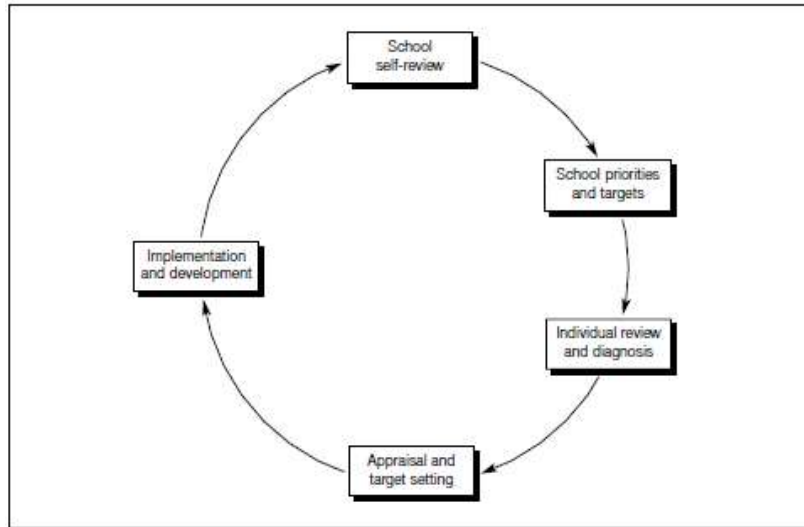 School
self-review
School priorities
and targets
Individual review
and diagnosis
Appraisal and
target setting
Implementation
and development